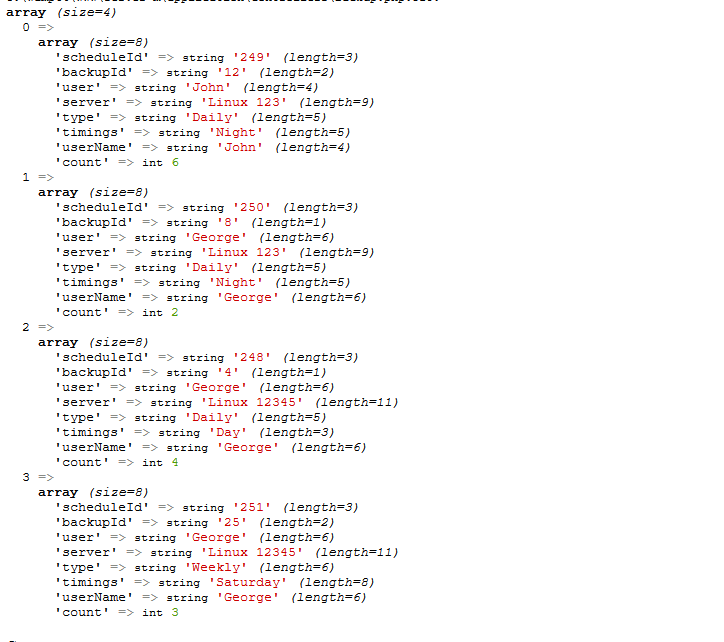 array (size=4)
0 =>
array (size=8)
'scheduleId' => string '249' (length=3)
'backupId' => string '12' (length=2)
'user' => string 'John' (length=4)
'server' => string 'Linux 123' (length=9)
'type' => string 'Daily' (length=5)
'timings' => string 'Night' (length=5)
'userName' => string 'John' (length=4)
'count' => int 6
1 =>
array (size=8)
'scheduleId' => string '250' (length=3)
'backupId' => string '8' (length=1)
'user' => string 'George' (length=6)
'server' => string 'Linux 123' (length=9)
'type' => string 'Daily' (length=5)
'timings' => string 'Night' (length=5)
'userName' => string 'George' (length=6)
'count' => int 2
2 =>
array (size=8)
'scheduleId' => string '248' (length=3)
'backupId' => string '4' (length=1)
'user' => string 'George' (length=6)
'server' => string 'Linux 12345' (length=11)
'type' => string 'Daily' (length=5)
'timings' => string 'Day' (length=3)
'userName' => string 'George' (length=6)
'count' => int 4
3 =>
array (size=8)
'scheduleId' => string '251' (length=3)
'backupId' => string '25' (length=2)
'user' => string 'George' (length=6)
'server' => string 'Linux 12345' (length=11)
'type' => string 'Weekly' (length=6)
'timings' => string 'Saturday' (length=8)
'userName' => string 'George' (length=6)
'count' => int 3